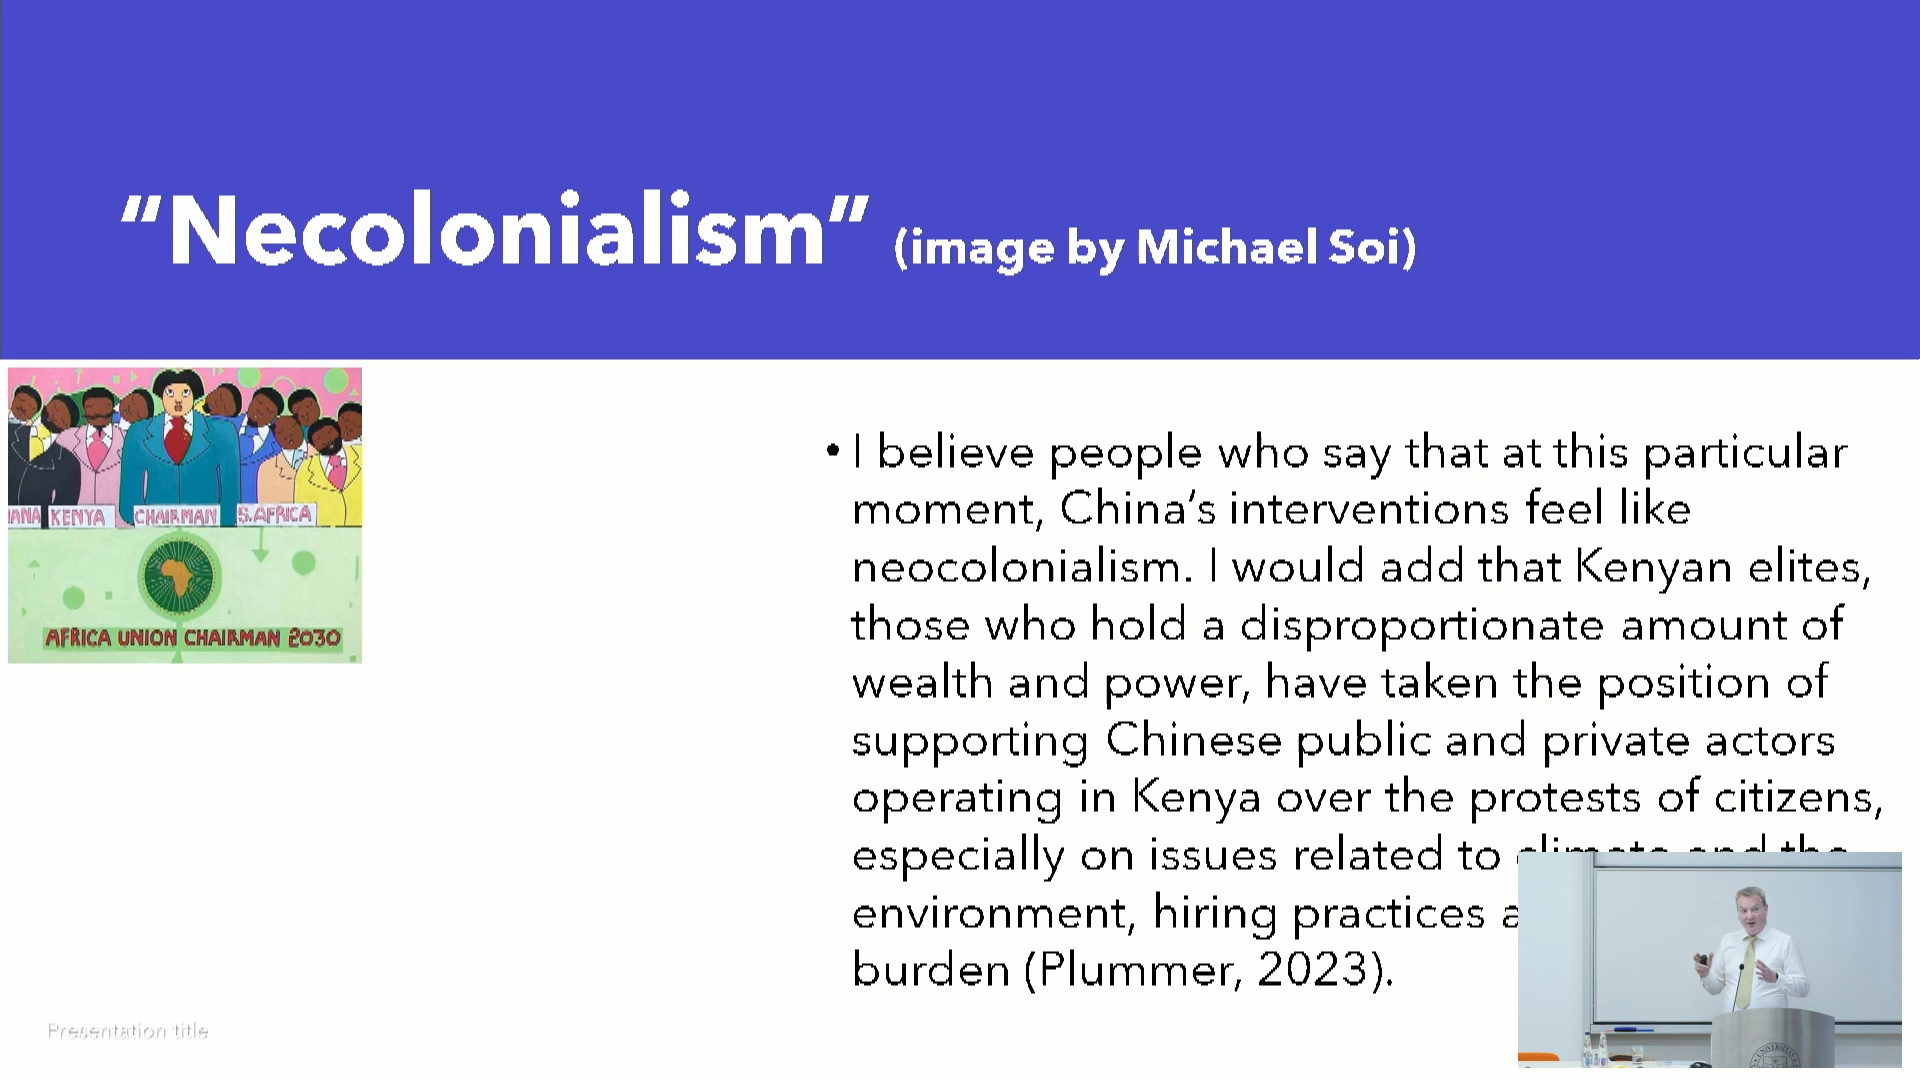 “Necolonialism” (image by Michael Soi)
ANA KENYA CHAIRMAN S.AFRICA
AFRICA UNION CHAIRMAN 2030
• I believe people who say that at this particular
moment, China’s interventions feel like
neocolonialism. I would add that Kenyan elites,
those who hold a disproportionate amount of
wealth and power, have taken the position of
supporting Chinese public and private actors
operating in Kenya over the protests of citizens,
especially on issues related to climate and the
environment, hiring practices a
burden (Plummer, 2023).
Presentation title